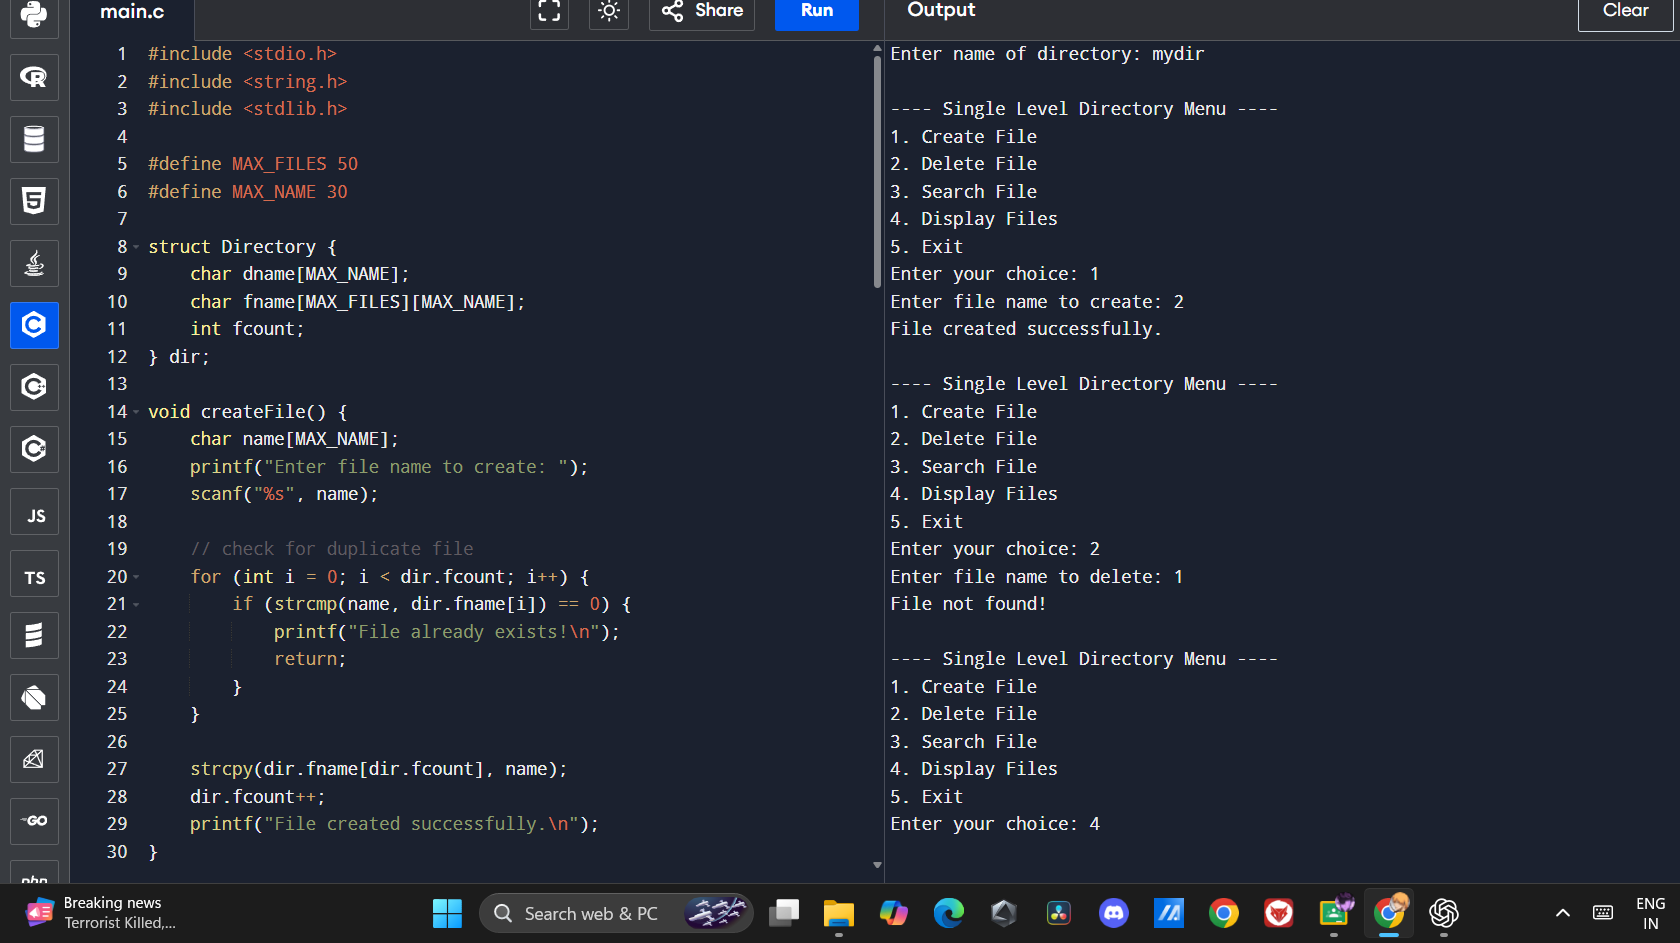 main.c
Share
Run
Output
Clear
1 #include <stdio.h>
2 #include <string.h>
3 #include <stdlib.h>
4
5 #define MAX_FILES 50
6 #define MAX_NAME 30
7
8 struct Directory {
9 char dname[MAX_NAME];
10 char fname[MAX_FILES][MAX_NAME];
11 int fcount;
12 } dir;
13
14 void createFile() {
15 char name[MAX_NAME];
16 printf("Enter file name to create: ");
17 scanf("%s", name);
18
19 // check for duplicate file
20 for (int i = 0; i < dir.fcount; i++) {
21 if (strcmp(name, dir.fname[i]) == 0) {
22 printf("File already exists!\n");
23 return;
24 }
25 }
26
27 strcpy(dir.fname[dir.fcount], name);
28 dir.fcount++;
29 printf("File created successfully.\n");
30 }
Enter name of directory: mydir
---- Single Level Directory Menu ----
1. Create File
2. Delete File
3. Search File
4. Display Files
5. Exit
Enter your choice: 1
Enter file name to create: 2
File created successfully.
---- Single Level Directory Menu ----
1. Create File
2. Delete File
3. Search File
4. Display Files
5. Exit
Enter your choice: 2
Enter file name to delete: 1
File not found!
---- Single Level Directory Menu ----
1. Create File
2. Delete File
3. Search File
4. Display Files
5. Exit
Enter your choice: 4
JS
TS
GO
php
Breaking news
Terrorist Killed,...
Search web & PC
ENG
IN